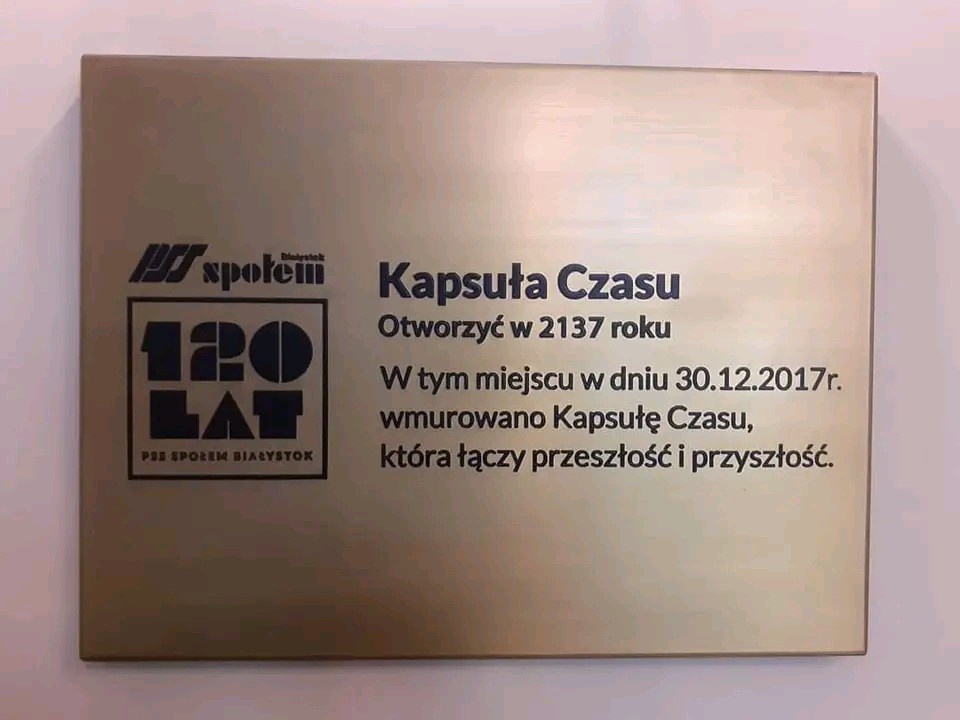 PSS Białystok
społem
120
LAT
PSS SPOŁEM BIAŁYSTOK
Kapsuła Czasu
Otworzyć w 2137 roku
W tym miejscu w dniu 30.12.2017r.
wmurowano Kapsułę Czasu,
która łączy przeszłość i przyszłość.